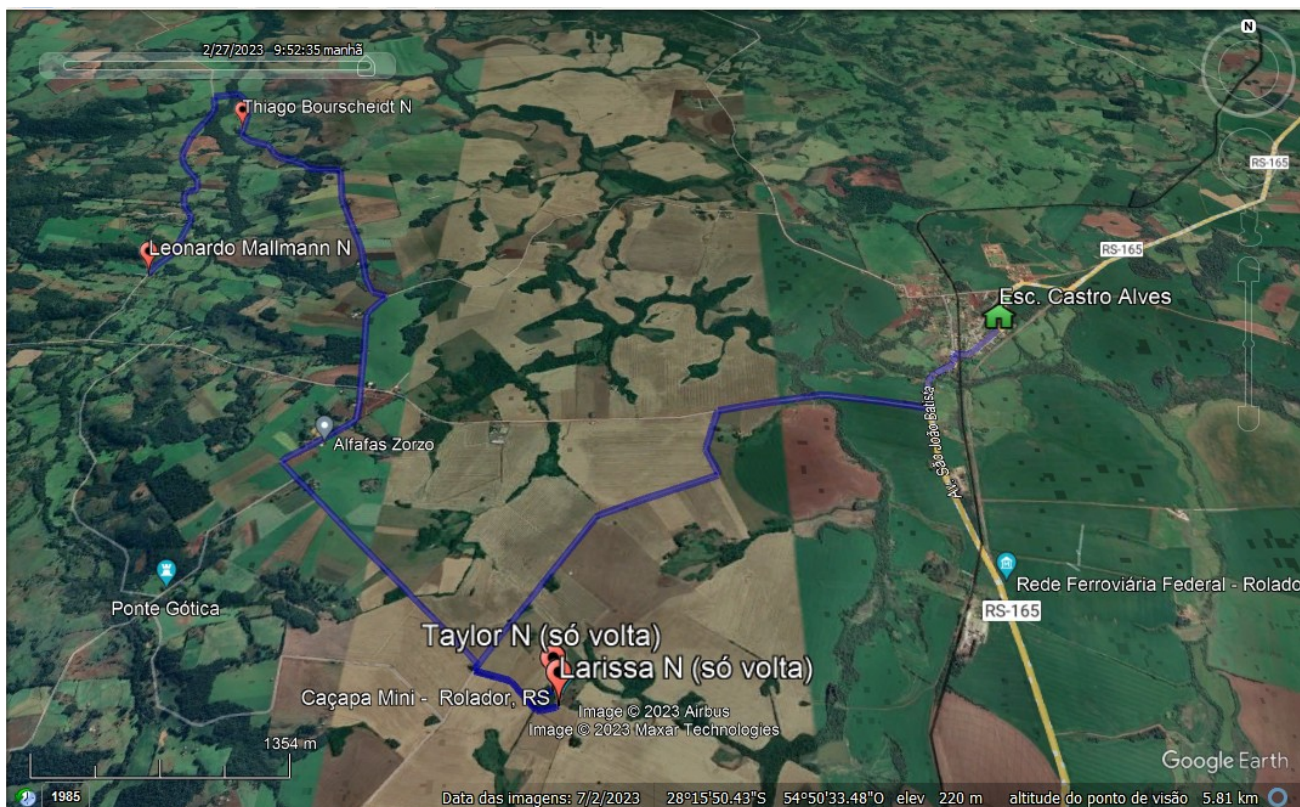 2/27/2023 9:52:35 manhã
N
Thiago Bourscheidt N
RS-165
Leonardo Mallmann N
RS-165
Esc. Castro Alves
Av. São João Batista
Alfafas Zorzo
Ponte Gótica
Rede Ferroviária Federal - Rolado
RS-165
Taylor N (só volta)
Larissa N (só volta)
Caçapa Mini - Rolador, RS
Image © 2023 Airbus
Image © 2023 Maxar Technologies
1354 m
Google Earth
1985
Data das imagens: 7/2/2023 28°15'50.43"S 54°50'33.48"O elev 220 m altitude do ponto de visão 5.81 km